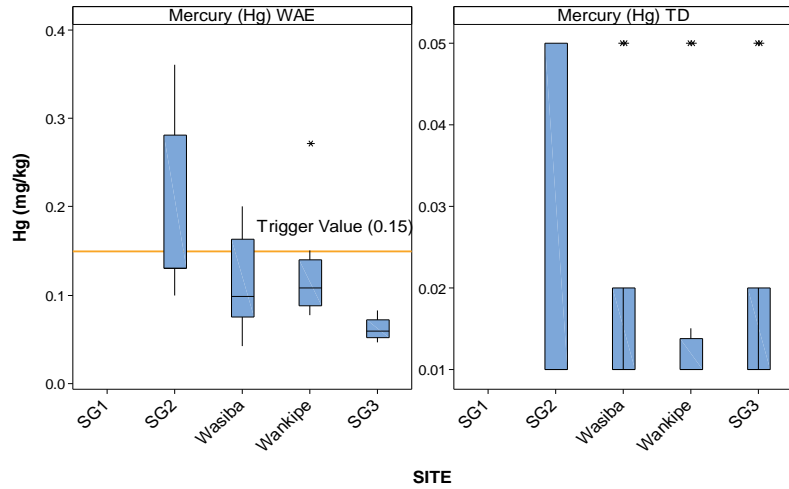 Mercury (Hg) WAE
Mercury (Hg) TD
Hg (mg/kg)
0.4
0.3
0.2
0.1
0.0
Trigger Value (0.15)
0.05
0.04
0.03
0.02
0.01
SG1
SG2
Wasiba
Wankipe
SG3
SG1
SG2
Wasiba
Wankipe
SG3
SITE